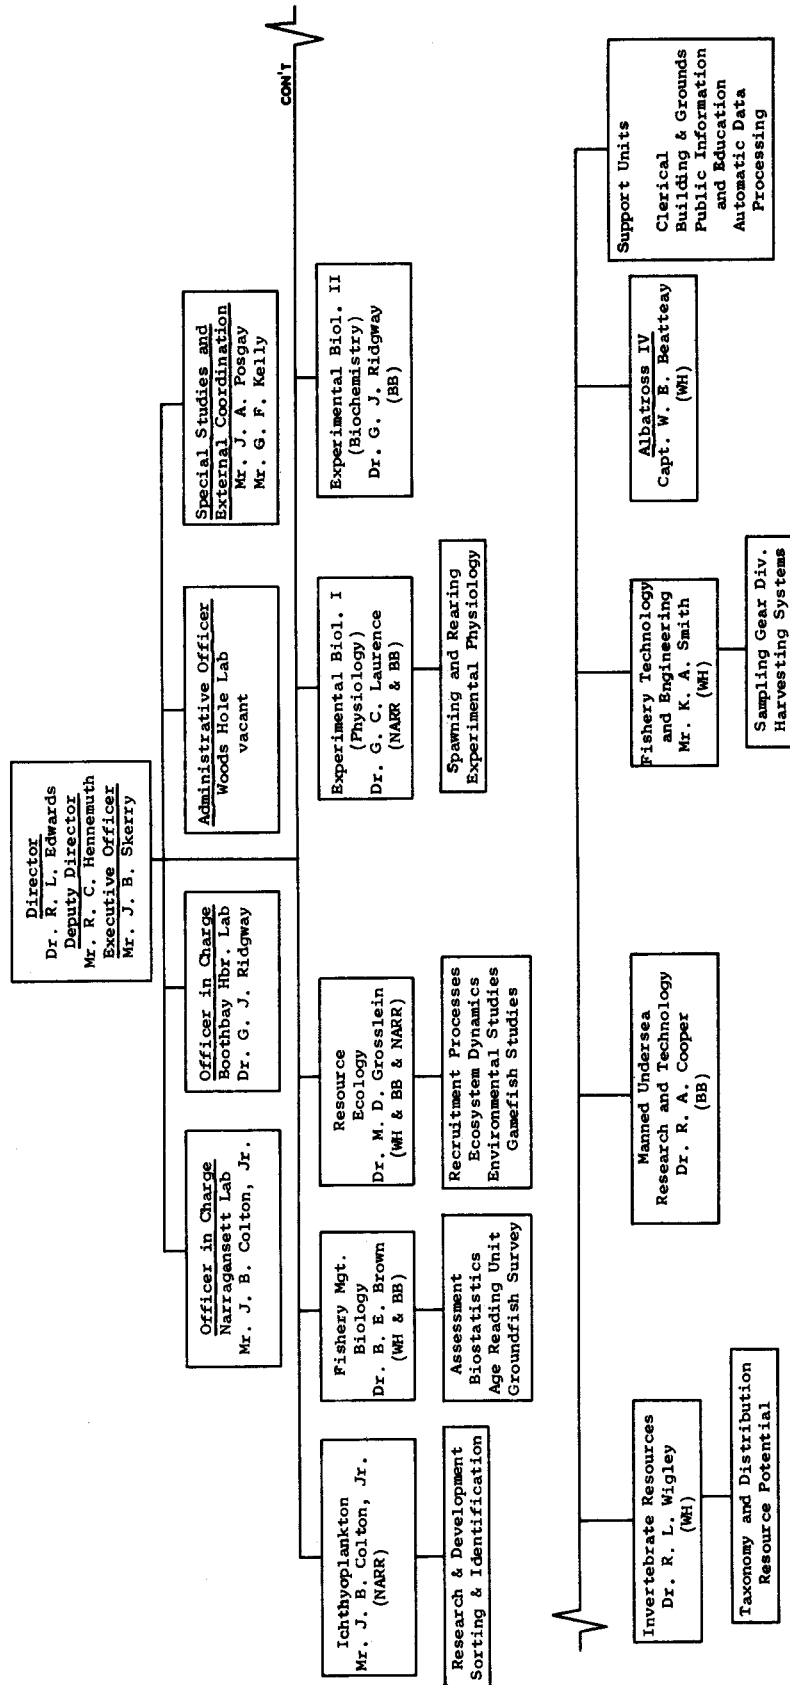 Director
Dr. R. L. Edwards
Deputy Director
Mr. R. C. Hennemuth
Executive Officer
Mr. J. B. Skerry
Officer in Charge
Narragansett Lab
Mr. J. B. Colton, Jr.
Officer in Charge
Boothbay Hbr. Lab
Dr. G. J. Ridgway
Administrative Officer
Woods Hole Lab
vacant
Special Studies and
External Coordination
Mr. J. A. Posgay
Mr. G. F. Kelly
CON'T
Ichthyoplankton
Mr. J. B. Colton, Jr.
(NARR)
Research & Development
Sorting & Identification
Fishery Mgt.
Biology
Dr. B. E. Brown
(WH & BB)
Assessment
Biostatistics
Age Reading Unit
Groundfish Survey
Resource
Ecology
Dr. M. D. Grosslein
(WH & BB & NARR)
Recruitment Processes
Ecosystem Dynamics
Environmental Studies
Gamefish Studies
Experimental Biol. I
(Physiology)
Dr. G. C. Laurence
(NARR & BB)
Spawning and Rearing
Experimental Physiology
Experimental Biol. II
(Biochemistry)
Dr. G. J. Ridgway
(BB)
Invertebrate Resources
Dr. R. L. Wigley
(WH)
Taxonomy and Distribution
Resource Potential
Manned Undersea
Research and Technology
Dr. R. A. Cooper
(BB)
Fishery Technology
and Engineering
Mr. K. A. Smith
(WH)
Sampling Gear Div.
Harvesting Systems
Albatross IV
Capt. W. E. Beatteay
(WH)
Support Units
Clerical
Building & Grounds
Public Information
and Education
Automatic Data
Processing